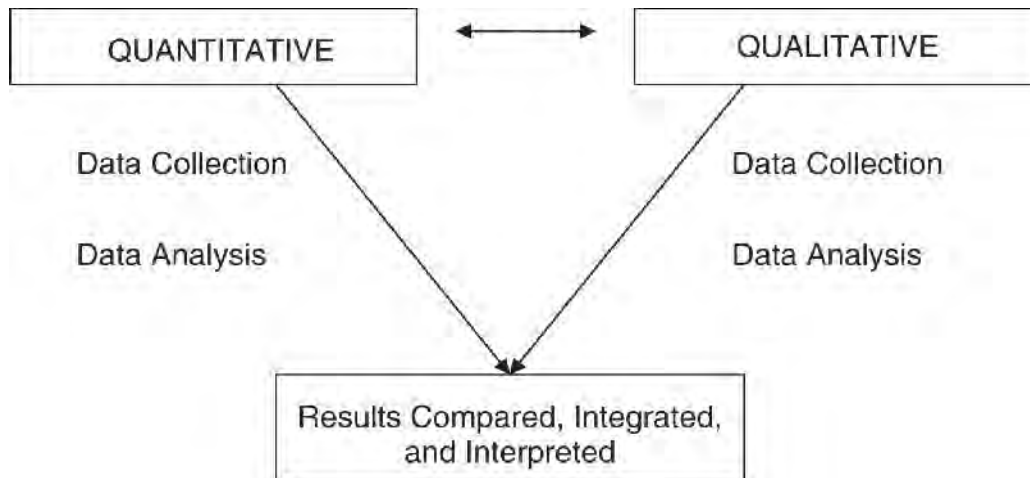 QUANTITATIVE
QUALITATIVE
Data Collection
Data Analysis
Data Collection
Data Analysis
Results Compared, Integrated,
and Interpreted